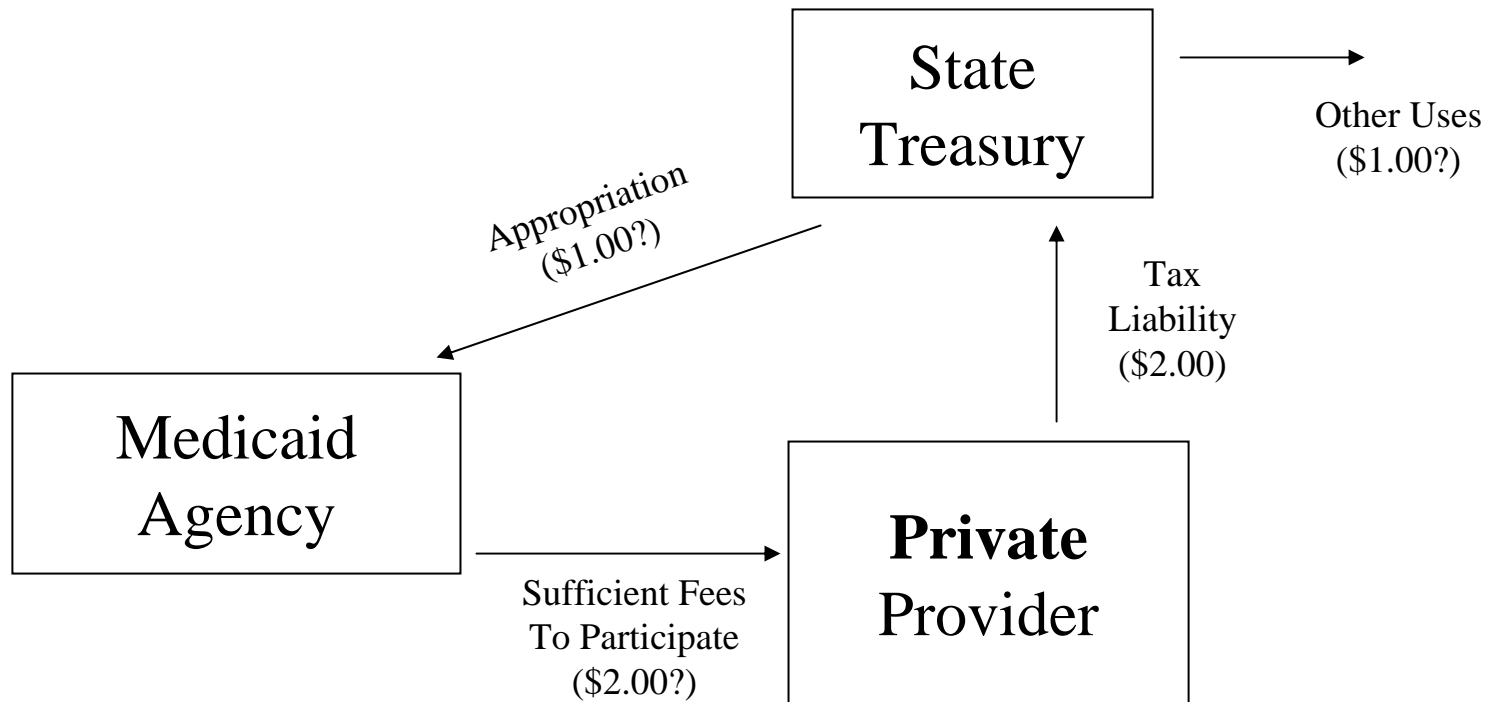 State
Treasury
Other Uses
($1.00?)
Appropriation
($1.00?)
Tax
Liability
($2.00)
Medicaid
Agency
Sufficient Fees
To Participate
($2.00?)
Private
Provider